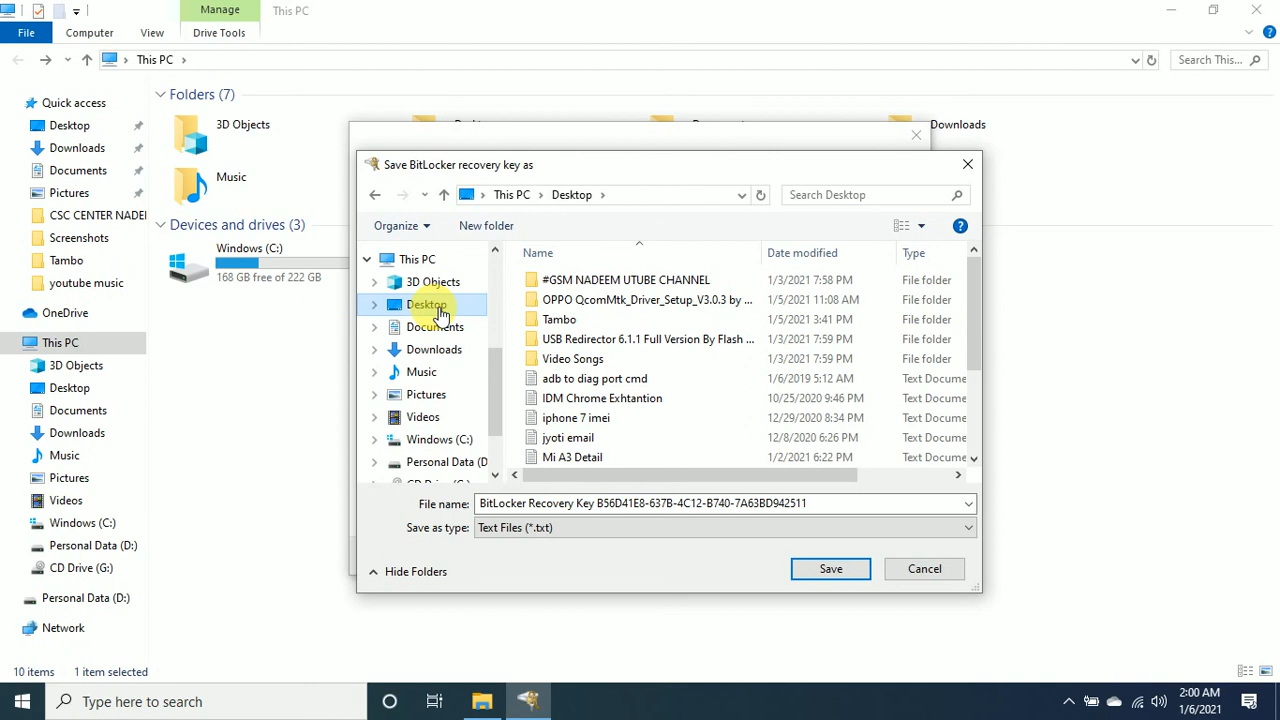 Manage
This PC
File
Computer
View
Drive Tools
This PC
Search This...
Quick access
Desktop
Downloads
Documents
Pictures
CSC CENTER NADEE
Screenshots
Tambo
youtube music
OneDrive
This PC
3D Objects
Desktop
Documents
Downloads
Music
Pictures
Videos
Windows (C:)
Personal Data (D:)
CD Drive (G:)
Personal Data (D:)
Network
Folders (7)
3D Objects
Downloads
Music
Devices and drives (3)
Windows (C:)
168 GB free of 222 GB
Save BitLocker recovery key as
This PC
Desktop
Search Desktop
Organize
New folder
This PC
3D Objects
Desktop
Documents
Downloads
Music
Pictures
Videos
Windows (C:)
Personal Data (D
Name Date modified Type
#GSM NADEEM UTUBE CHANNEL 1/3/2021 7:58 PM File folder
OPPO QcomMtk_Driver_Setup_V3.0.3 by ... 1/5/2021 11:08 AM File folder
Tambo 1/5/2021 3:41 PM File folder
USB Redirector 6.1.1 Full Version By Flash ... 1/3/2021 7:59 PM File folder
Video Songs 1/3/2021 7:59 PM File folder
adb to diag port cmd 1/6/2019 5:12 AM Text Docume
IDM Chrome Exhtantion 10/25/2020 9:46 PM Text Docume
iphone 7 imei 12/29/2020 8:34 PM Text Docume
jyoti email 12/8/2020 6:26 PM Text Docume
Mi A3 Detail 1/2/2021 6:22 PM Text Docume
File name: BitLocker Recovery Key B56D41E8-637B-4C12-B740-7A63BD942511
Save as type: Text Files (*.txt)
Hide Folders
Save
Cancel
10 items
1 item selected
Type here to search
2:00 AM
1/6/2021